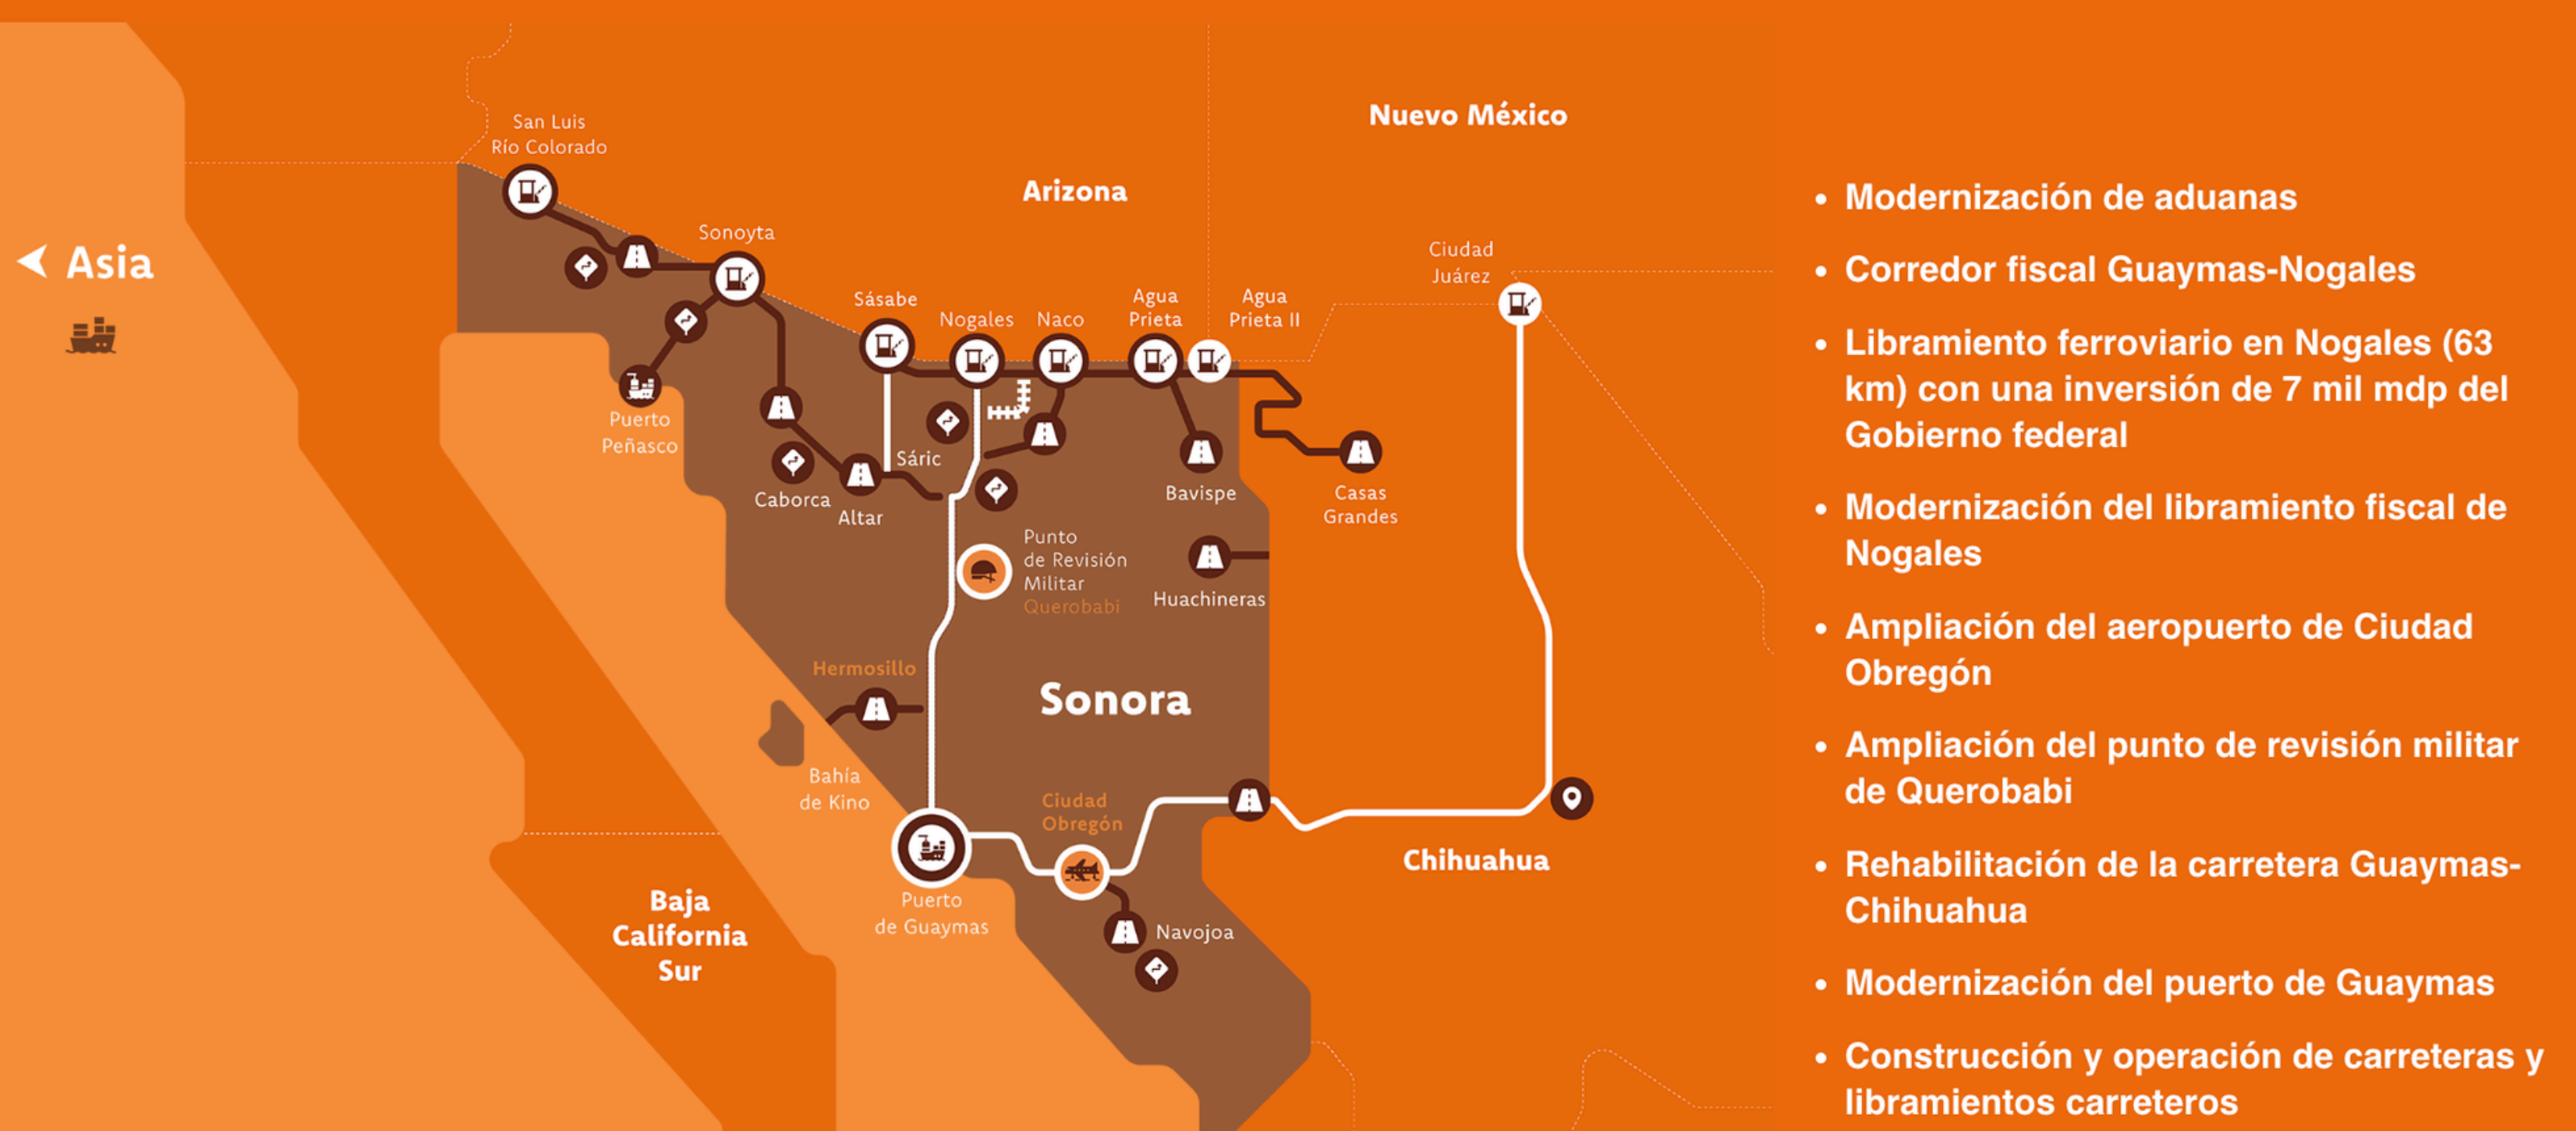 San Luis
Río Colorado
Sonoyta
Asia
Arizona
Nuevo México
Ciudad
Juárez
Sásabe
Nogales
Naco
Agua
Prieta
Agua
Prieta II
Puerto
Peñasco
Caborca
Altar
Sáric
Bavispe
Casas
Grandes
Punto
de Revisión
Militar
Querobabi
Huachineras
Hermosillo
Sonora
Bahía
de Kino
Ciudad
Obregón
Puerto
de Guaymas
Navojoa
Chihuahua
Baja
California
Sur
• Modernización de aduanas
• Corredor fiscal Guaymas-Nogales
• Libramiento ferroviario en Nogales (63
km) con una inversión de 7 mil mdp del
Gobierno federal
• Modernización del libramiento fiscal de
Nogales
• Ampliación del aeropuerto de Ciudad
Obregón
• Ampliación del punto de revisión militar
de Querobabi
• Rehabilitación de la carretera Guaymas-
Chihuahua
• Modernización del puerto de Guaymas
• Construcción y operación de carreteras y
libramientos carreteros